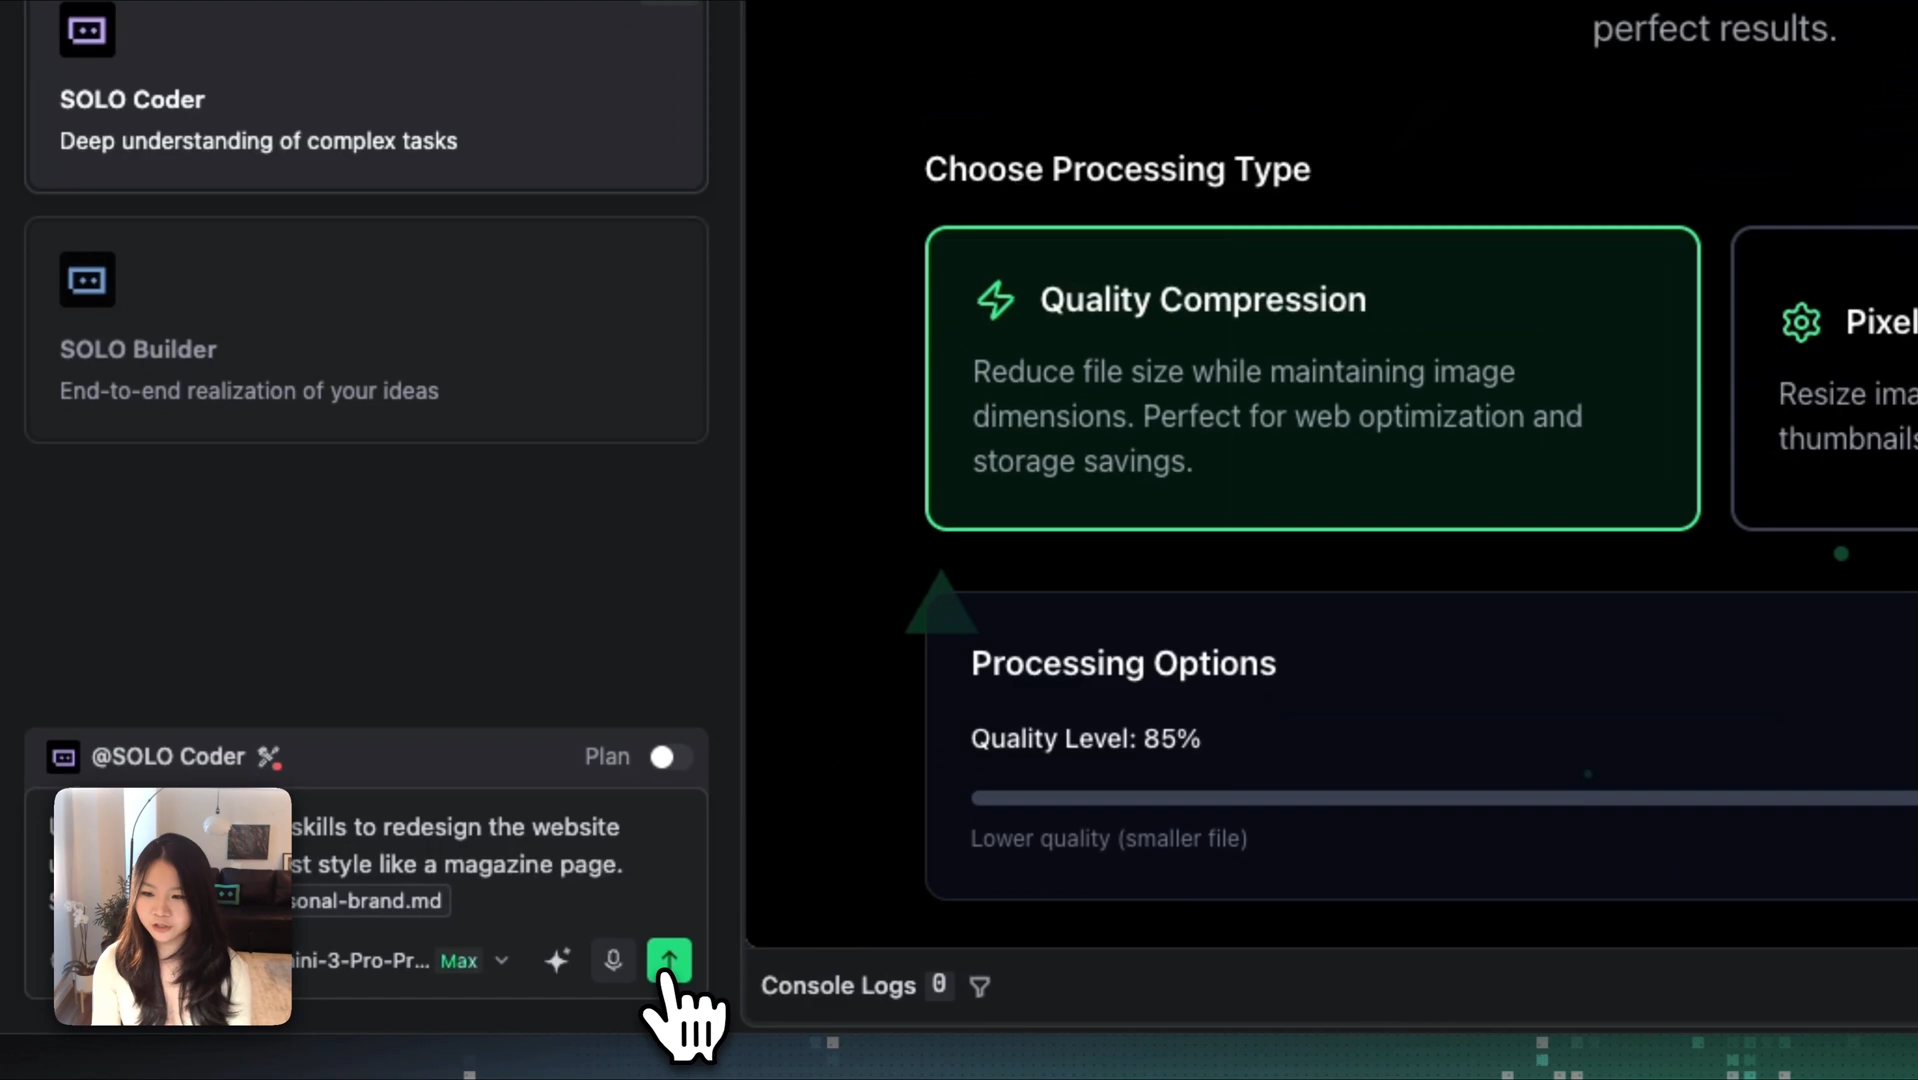 perfect results.
SOLO Coder
Deep understanding of complex tasks
SOLO Builder
End-to-end realization of your ideas
Choose Processing Type
Quality Compression
Reduce file size while maintaining image
dimensions. Perfect for web optimization and
storage savings.
Pixel
Resize ima
thumbnails
Processing Options
Quality Level: 85%
Lower quality (smaller file)
@SOLO Coder
Plan
skills to redesign the website
st style like a magazine page.
sonal-brand.md
ini-3-Pro-Pr... Max
Console Logs 0